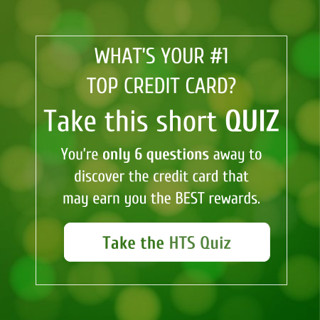 WHAT'S YOUR #1
TOP CREDIT CARD?
Take this short QUIZ
You're only 6 questions away to
discover the credit card that
may earn you the BEST rewards.
Take the HTS Quiz